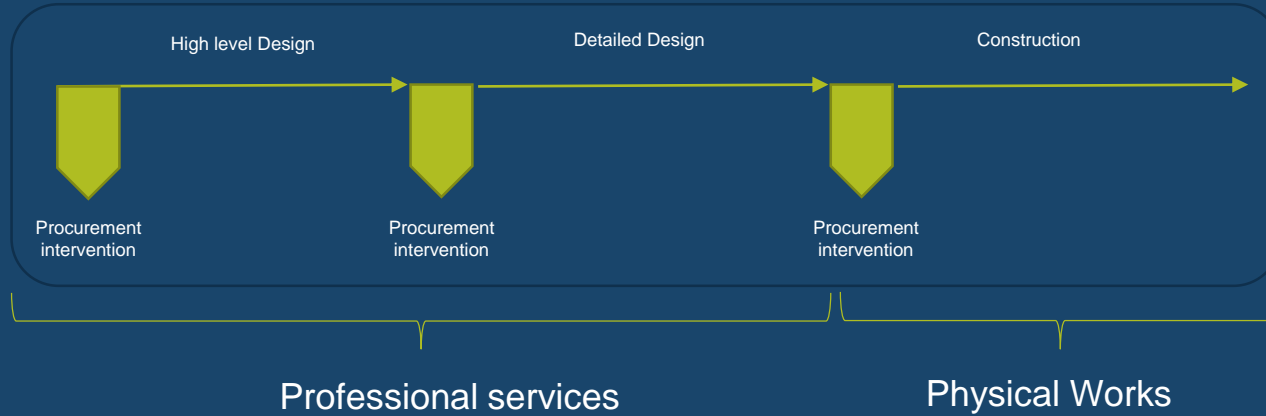 High level Design
Detailed Design
Construction
Procurement
intervention
Procurement
intervention
Procurement
intervention
Professional services
Physical Works